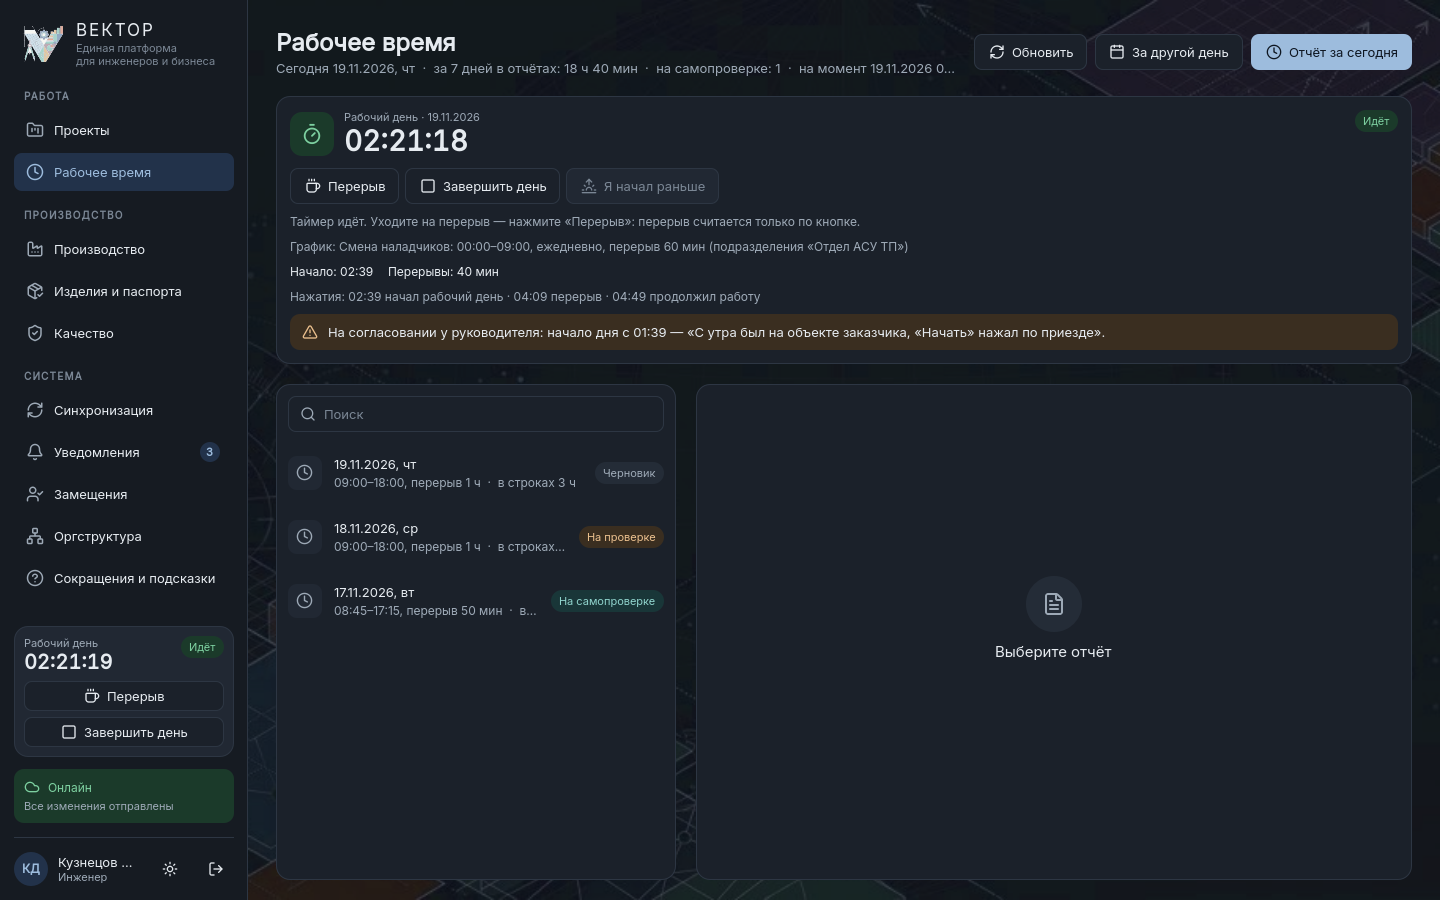 ВЕКТОР
Единая платформа
для инженеров и бизнеса
РАБОТА
Проекты
Рабочее время
ПРОИЗВОДСТВО
Производство
Изделия и паспорта
Качество
СИСТЕМА
Синхронизация
Уведомления 3
Замещения
Оргструктура
Сокращения и подсказки
Рабочий день
Идёт
02:21:19
Перерыв
Завершить день
Онлайн
Все изменения отправлены
КД
Кузнецов ...
Инженер
Рабочее время
Сегодня 19.11.2026, чт · за 7 дней в отчётах: 18 ч 40 мин · на самопроверке: 1 · на момент 19.11.2026 0...
Обновить
За другой день
Отчёт за сегодня
Рабочий день · 19.11.2026
02:21:18
Идёт
Перерыв
Завершить день
Я начал раньше
Таймер идёт. Уходите на перерыв — нажмите «Перерыв»: перерыв считается только по кнопке.
График: Смена наладчиков: 00:00–09:00, ежедневно, перерыв 60 мин (подразделения «Отдел АСУ ТП»)
Начало: 02:39 Перерывы: 40 мин
Нажатия: 02:39 начал рабочий день · 04:09 перерыв · 04:49 продолжил работу
На согласовании у руководителя: начало дня с 01:39 — «С утра был на объекте заказчика, «Начать» нажал по приезде».
Поиск
19.11.2026, чт
09:00–18:00, перерыв 1 ч · в строках 3 ч
Черновик
18.11.2026, ср
09:00–18:00, перерыв 1 ч · в строках...
На проверке
17.11.2026, вт
08:45–17:15, перерыв 50 мин · в...
На самопроверке
Выберите отчёт